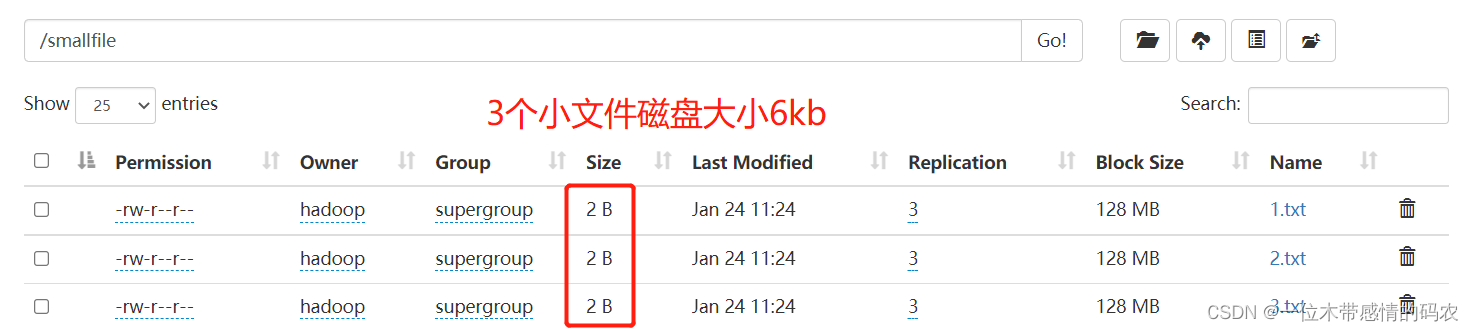 /smallfile Go!
Show 25 entries Search:
3个小文件磁盘大小6kb
Permission Owner Group Size Last Modified Replication Block Size Name
-rw-r--r-- hadoop supergroup 2 B Jan 24 11:24 3 128 MB 1.txt
-rw-r--r-- hadoop supergroup 2 B Jan 24 11:24 3 128 MB 2.txt
-rw-r--r-- hadoop supergroup 2 B Jan 24 11:24 3 128 MB 3.txt
CSDN @一位木带感情的码农